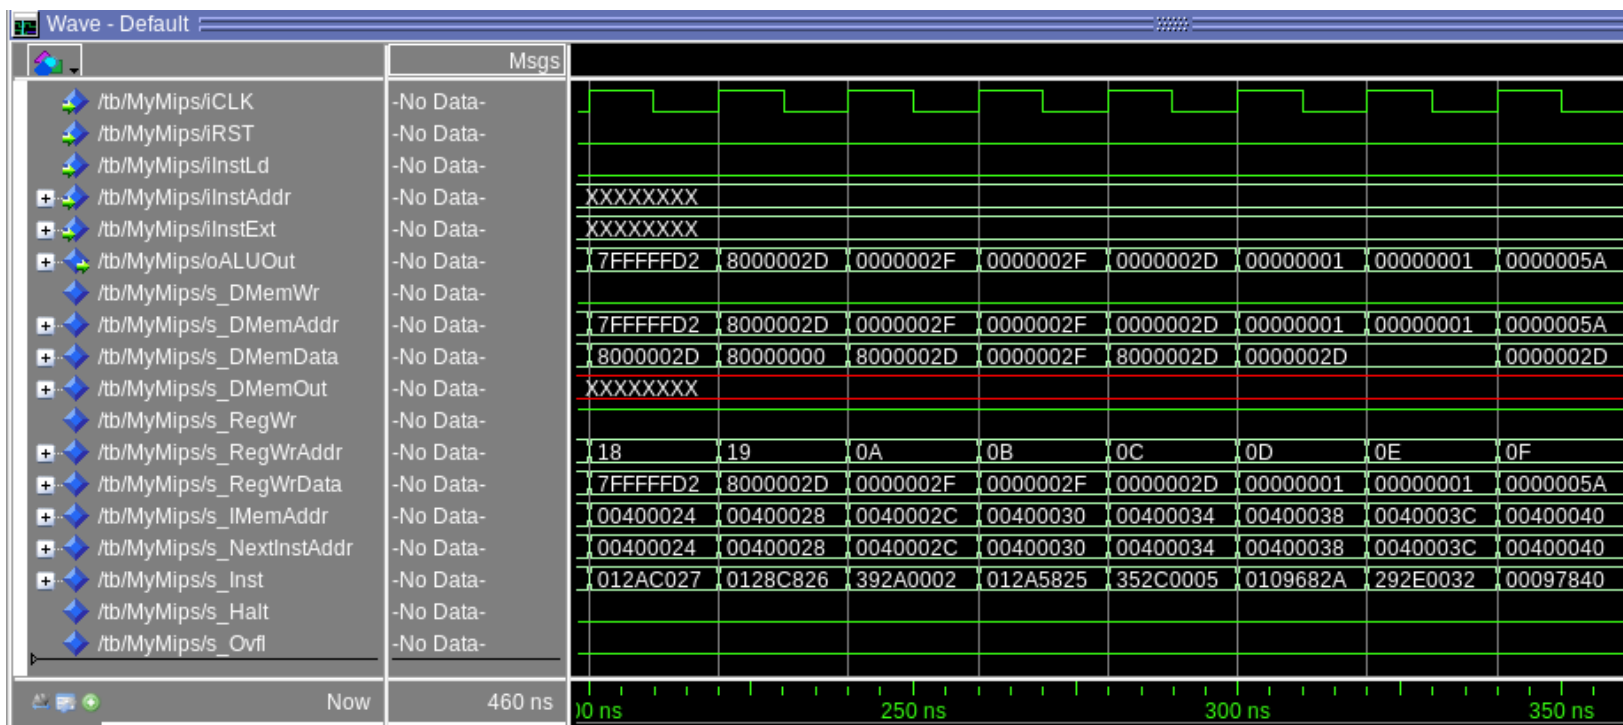 Wave - Default
Msgs
/tb/MyMips/iCLK -No Data-
/tb/MyMips/iRST -No Data-
/tb/MyMips/iInstLd -No Data-
/tb/MyMips/iInstAddr -No Data- XXXXXXXX
/tb/MyMips/iInstExt -No Data- XXXXXXXX
/tb/MyMips/oALUOut -No Data- 7FFFFFD2 8000002D 0000002F 0000002F 0000002D 00000001 00000001 0000005A
/tb/MyMips/s_DMemWr -No Data-
/tb/MyMips/s_DMemAddr -No Data- 7FFFFFD2 8000002D 0000002F 0000002F 0000002D 00000001 00000001 0000005A
/tb/MyMips/s_DMemData -No Data- 8000002D 80000000 8000002D 0000002F 8000002D 0000002D 0000002D
/tb/MyMips/s_DMemOut -No Data- XXXXXXXX
/tb/MyMips/s_RegWr -No Data-
/tb/MyMips/s_RegWrAddr -No Data- 18 19 0A 0B 0C 0D 0E 0F
/tb/MyMips/s_RegWrData -No Data- 7FFFFFD2 8000002D 0000002F 0000002F 0000002D 00000001 00000001 0000005A
/tb/MyMips/s_IMemAddr -No Data- 00400024 00400028 0040002C 00400030 00400034 00400038 0040003C 00400040
/tb/MyMips/s_NextInstAddr -No Data- 00400024 00400028 0040002C 00400030 00400034 00400038 0040003C 00400040
/tb/MyMips/s_Inst -No Data- 012AC027 0128C826 392A0002 012A5825 352C0005 0109682A 292E0032 00097840
/tb/MyMips/s_Halt -No Data-
/tb/MyMips/s_Ovfl -No Data-
Now 460 ns 00 ns 250 ns 300 ns 350 ns